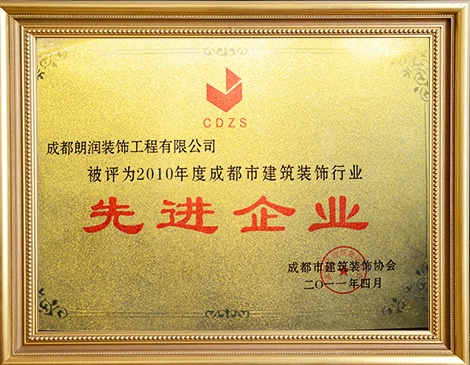 CDZS
成都朗润装饰工程有限公司
被评为2010年度成都市建筑装饰行业
先进企业
成都市建筑装饰协会
二〇一一年四月